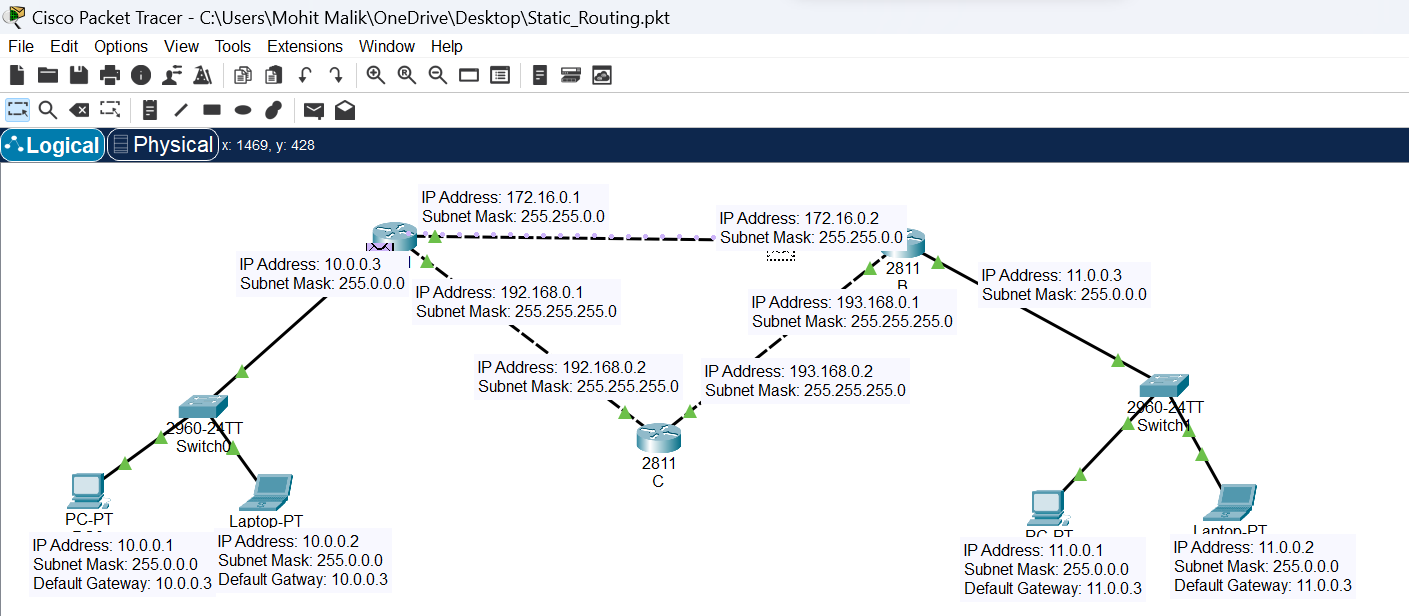 Cisco Packet Tracer - C:\Users\Mohit Malik\OneDrive\Desktop\Static_Routing.pkt
File Edit Options View Tools Extensions Window Help
Logical Physical x: 1469, y: 428
IP Address: 172.16.0.1
Subnet Mask: 255.255.0.0
IP Address: 172.16.0.2
Subnet Mask: 255.255.0.0
IP Address: 10.0.0.3
Subnet Mask: 255.0.0.0
2811
B
IP Address: 11.0.0.3
Subnet Mask: 255.0.0.0
IP Address: 192.168.0.1
Subnet Mask: 255.255.255.0
IP Address: 193.168.0.1
Subnet Mask: 255.255.255.0
IP Address: 192.168.0.2
Subnet Mask: 255.255.255.0
IP Address: 193.168.0.2
Subnet Mask: 255.255.255.0
2960-24TT
Switch0
2960-24TT
Switch1
2811
C
PC-PT
Laptop-PT
IP Address: 10.0.0.1
Subnet Mask: 255.0.0.0
Default Gateway: 10.0.0.3
IP Address: 10.0.0.2
Subnet Mask: 255.0.0.0
Default Gatway: 10.0.0.3
PC-PT
Laptop-PT
IP Address: 11.0.0.1
Subnet Mask: 255.0.0.0
Default Gateway: 11.0.0.3
IP Address: 11.0.0.2
Subnet Mask: 255.0.0.0
Default Gateway: 11.0.0.3